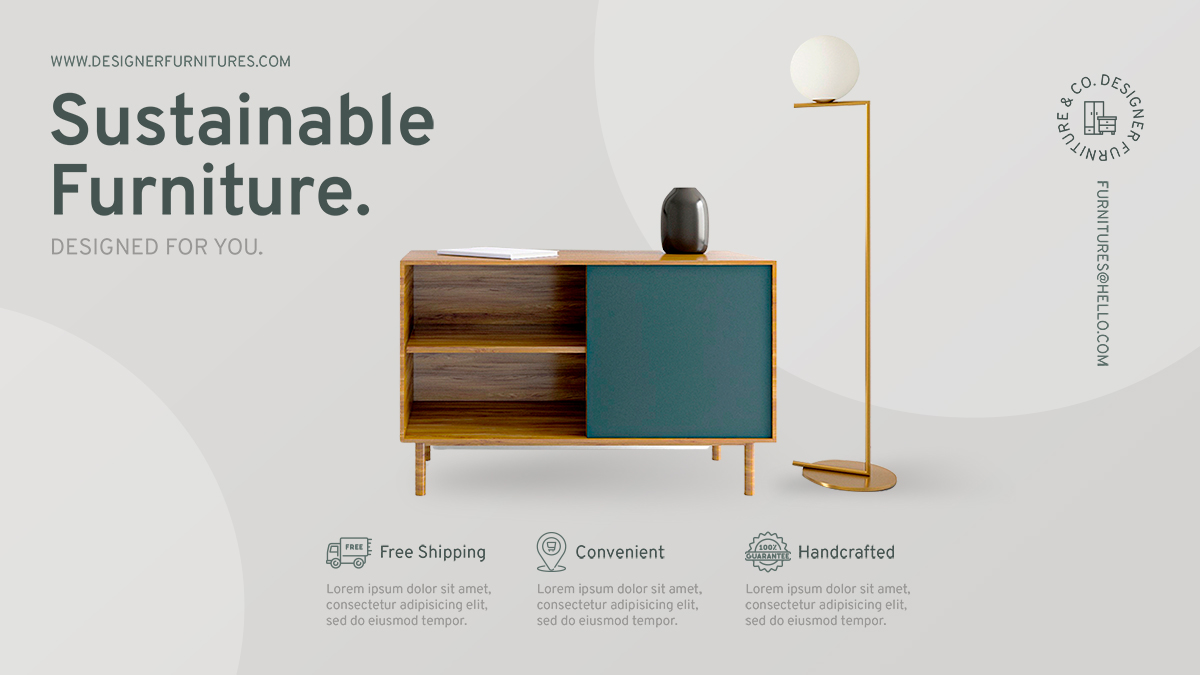 WWW.DESIGNERFURNITURES.COM
Sustainable
Furniture.
DESIGNED FOR YOU.
DESIGNER FURNITURE & CO.
FURNITURES@HELLO.COM
FREE
Free Shipping
Lorem ipsum dolor sit amet,
consectetur adipisicing elit,
sed do eiusmod tempor.
Convenient
Lorem ipsum dolor sit amet,
consectetur adipisicing elit,
sed do eiusmod tempor.
100%
GUARANTEE
Handcrafted
Lorem ipsum dolor sit amet,
consectetur adipisicing elit,
sed do eiusmod tempor.